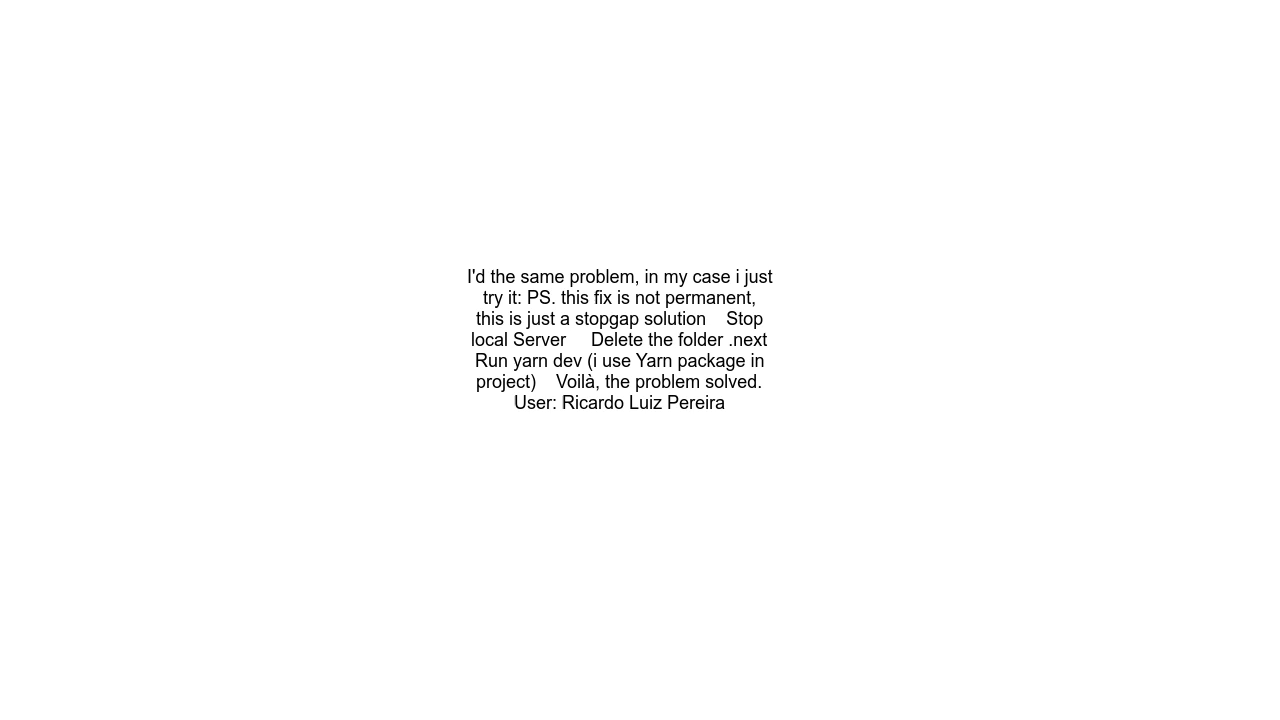 I'd the same problem, in my case i just
try it: PS. this fix is not permanent,
this is just a stopgap solution    Stop
local Server     Delete the folder .next
Run yarn dev (i use Yarn package in
project)    Voilà, the problem solved.
User: Ricardo Luiz Pereira